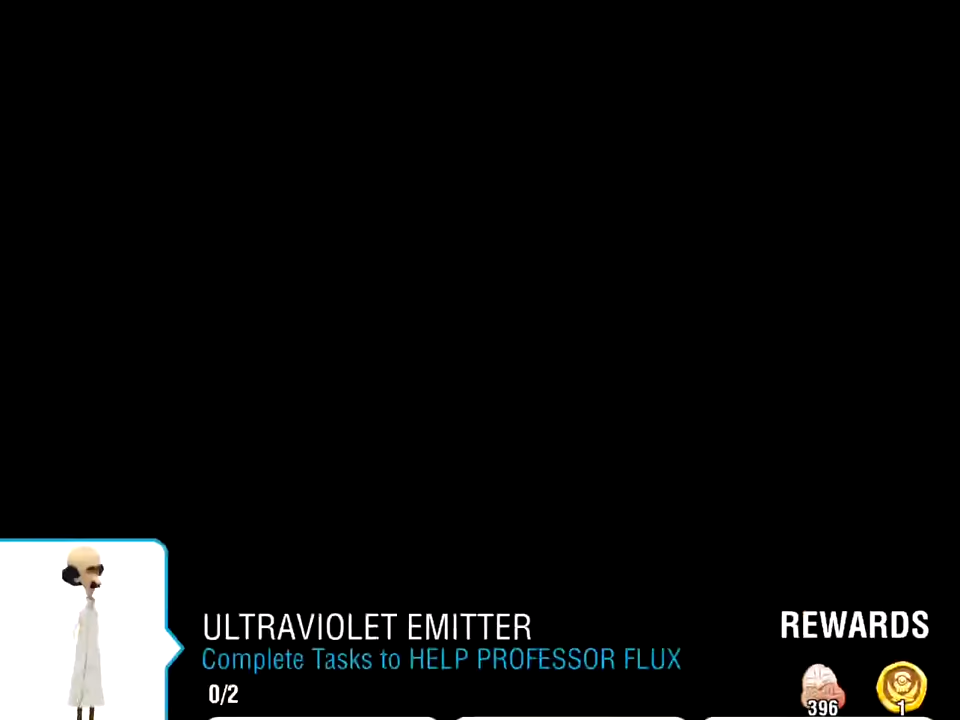 ULTRAVIOLET EMITTER
Complete Tasks to HELP PROFESSOR FLUX
0/2
REWARDS
396
1